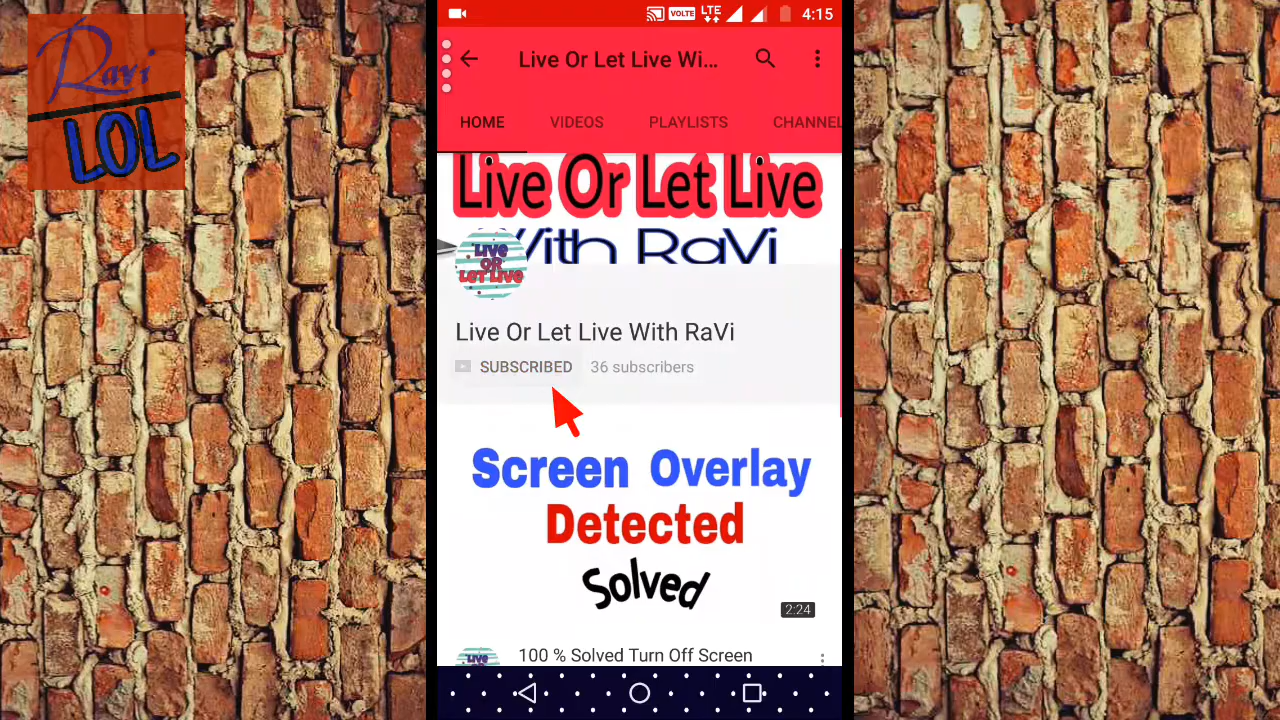 Ravi
LOL
VOLTE
LTE
4:15
Live Or Let Live Wi...
HOME
VIDEOS
PLAYLISTS
CHANNEL
Live Or Let Live
With RaVi
LIVE
OR
LET LIVE
Live Or Let Live With RaVi
SUBSCRIBED
36 subscribers
Screen Overlay
Detected
Solved
2:24
LIVE
100 % Solved Turn Off Screen